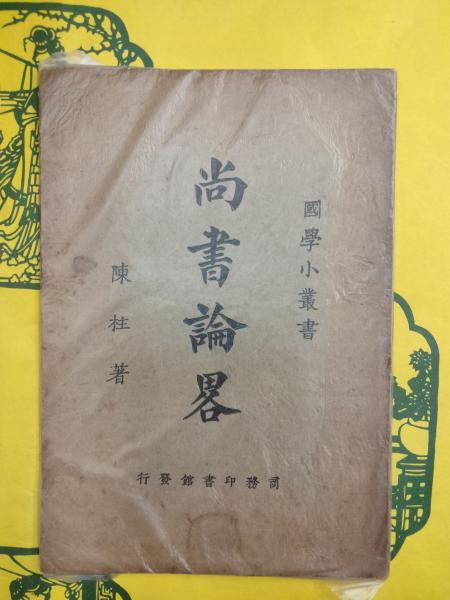 國學小叢書
尚書論畧
陳柱著
商務印書館發行